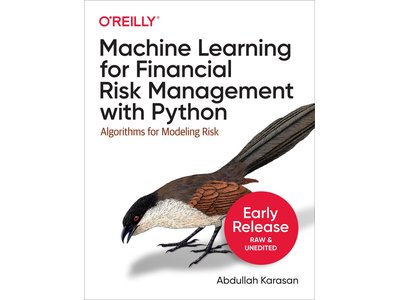 O'REILLY®
Machine Learning
for Financial
Risk Management
with Python
Algorithms for Modeling Risk
Early
Release
RAW &
UNEDITED
Abdullah Karasan